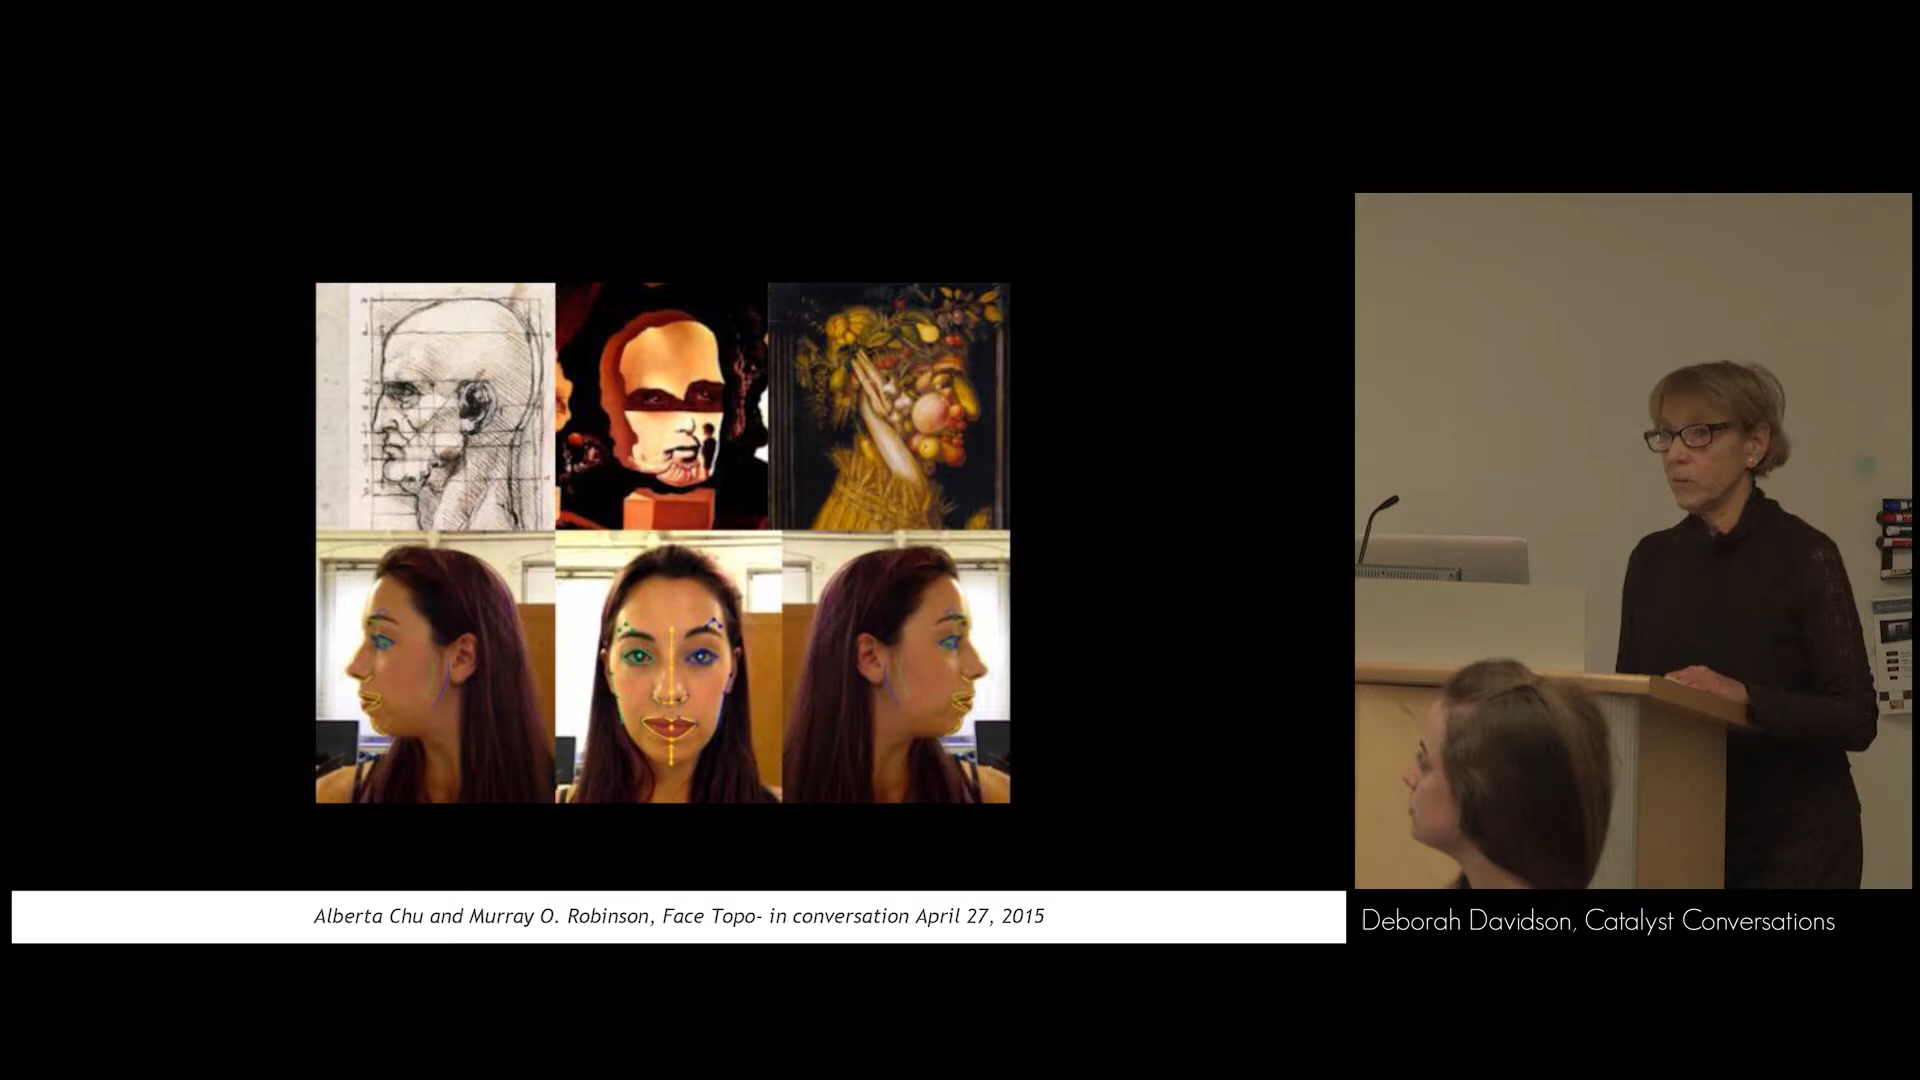 Alberta Chu and Murray O. Robinson, Face Topo- in conversation April 27, 2015
Deborah Davidson, Catalyst Conversations